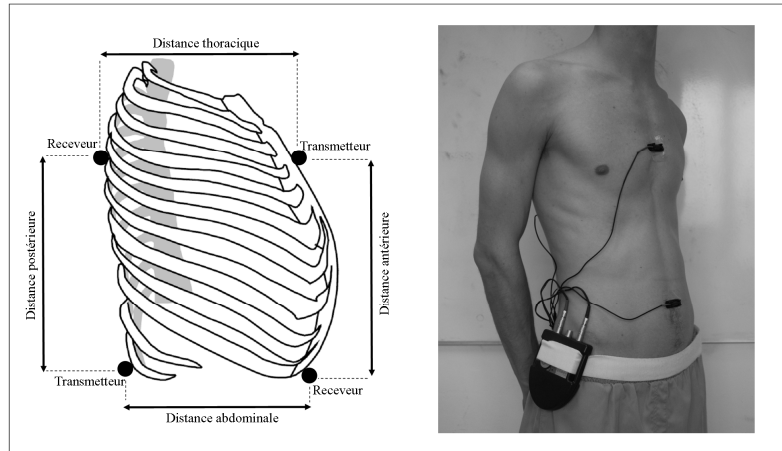 Distance thoracique
Receveur
Transmetteur
Distance postérieure
Distance antérieure
Transmetteur
Receveur
Distance abdominale